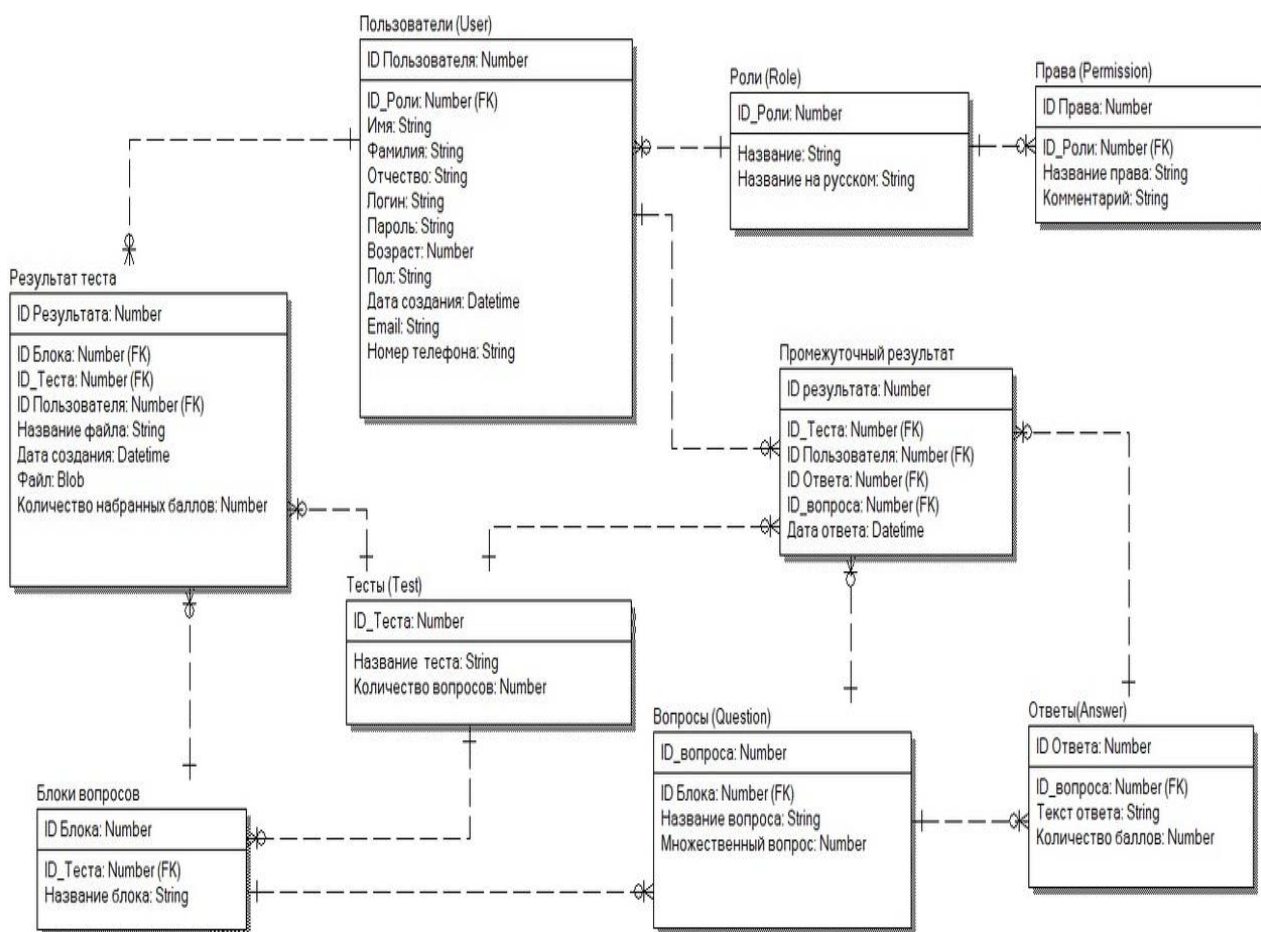 Пользователи (User)
ID Пользователя: Number
ID_Роли: Number (FK)
Имя: String
Фамилия: String
Отчество: String
Логин: String
Пароль: String
Возраст: Number
Пол: String
Дата создания: Datetime
Email: String
Номер телефона: String
Роли (Role)
ID_Роли: Number
Название: String
Название на русском: String
Права (Permission)
ID Права: Number
ID_Роли: Number (FK)
Название права: String
Комментарий: String
Результат теста
ID Результата: Number
ID Блока: Number (FK)
ID_Теста: Number (FK)
ID Пользователя: Number (FK)
Название файла: String
Дата создания: Datetime
Файл: Blob
Количество набранных баллов: Number
Промежуточный результат
ID результата: Number
ID_Теста: Number (FK)
ID Пользователя: Number (FK)
ID Ответа: Number (FK)
ID_вопроса: Number (FK)
Дата ответа: Datetime
Тесты (Test)
ID_Теста: Number
Название теста: String
Количество вопросов: Number
Блоки вопросов
ID Блока: Number
ID_Теста: Number (FK)
Название блока: String
Вопросы (Question)
ID_вопроса: Number
ID Блока: Number (FK)
Название вопроса: String
Множественный вопрос: Number
Ответы(Answer)
ID Ответа: Number
ID_вопроса: Number (FK)
Текст ответа: String
Количество баллов: Number